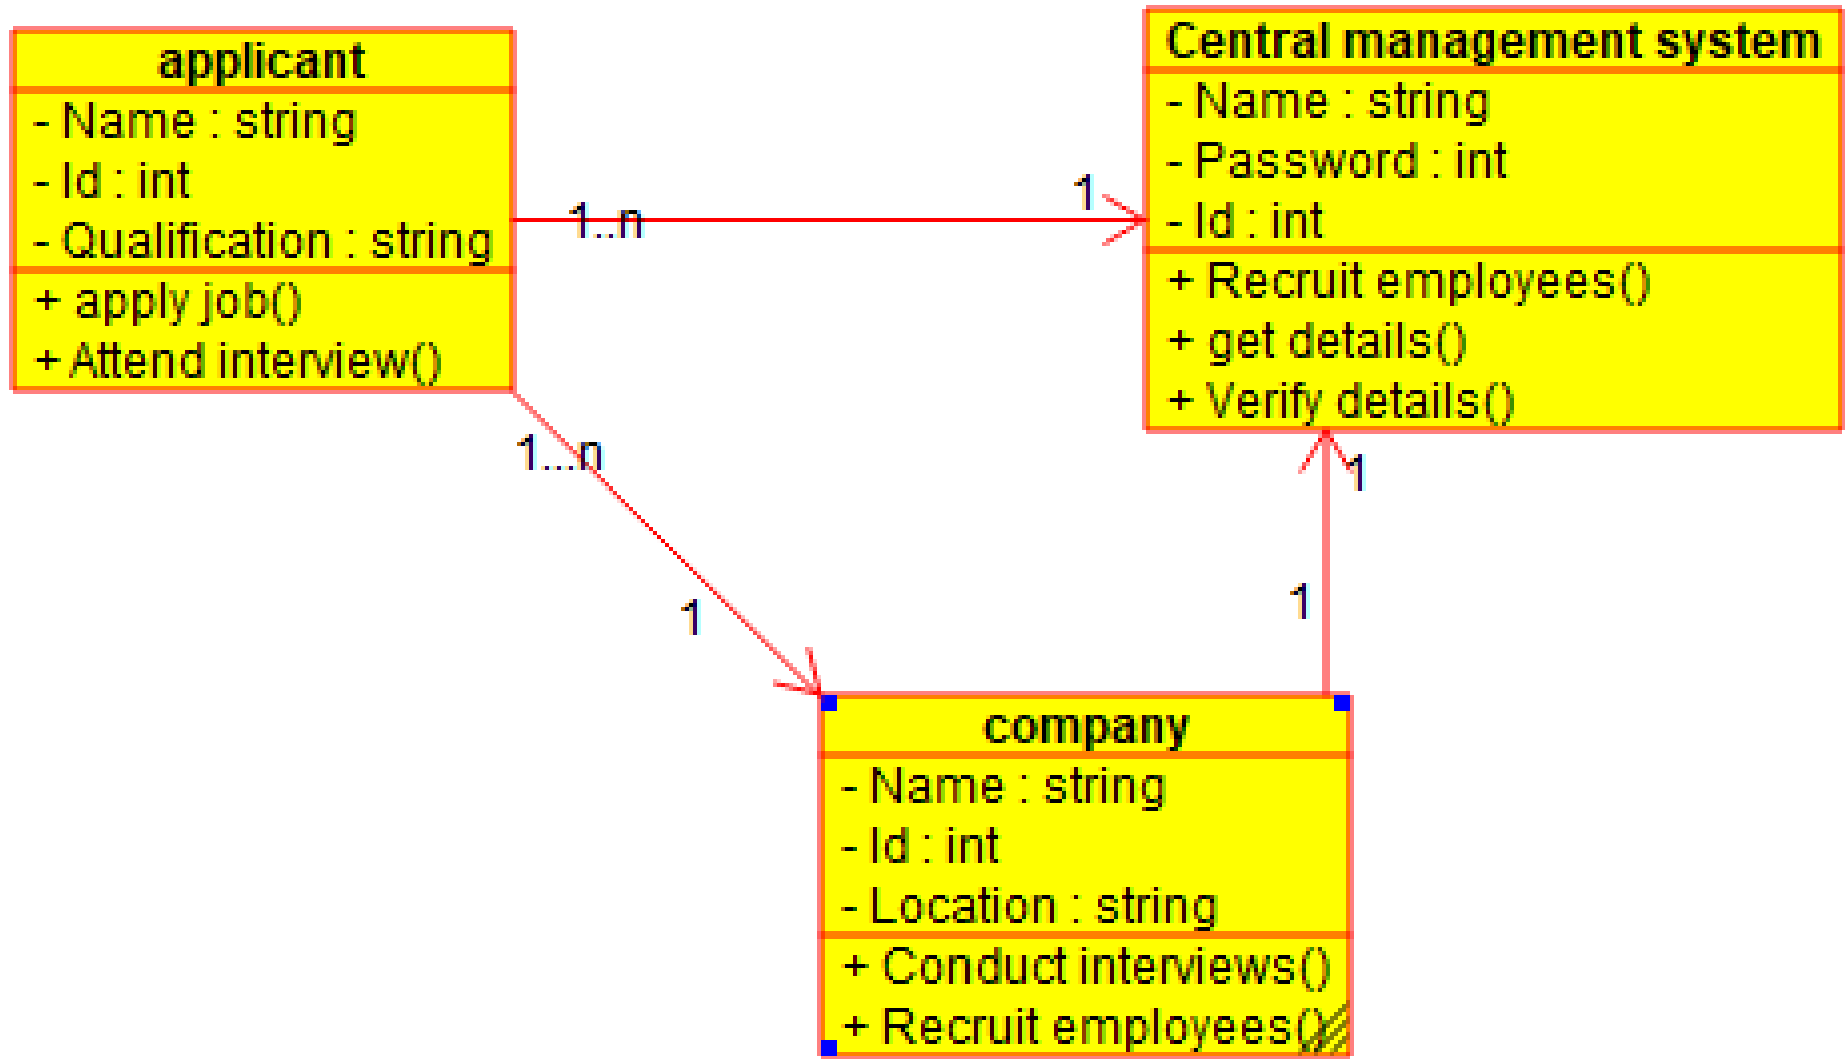 applicant
- Name : string
- Id : int
- Qualification : string
+ apply job()
+ Attend interview()
1..n
1
Central management system
- Name : string
- Password : int
- Id : int
+ Recruit employees()
+ get details()
+ Verify details()
1...n
1
1
1
company
- Name : string
- Id : int
- Location : string
+ Conduct interviews()
+ Recruit employees()